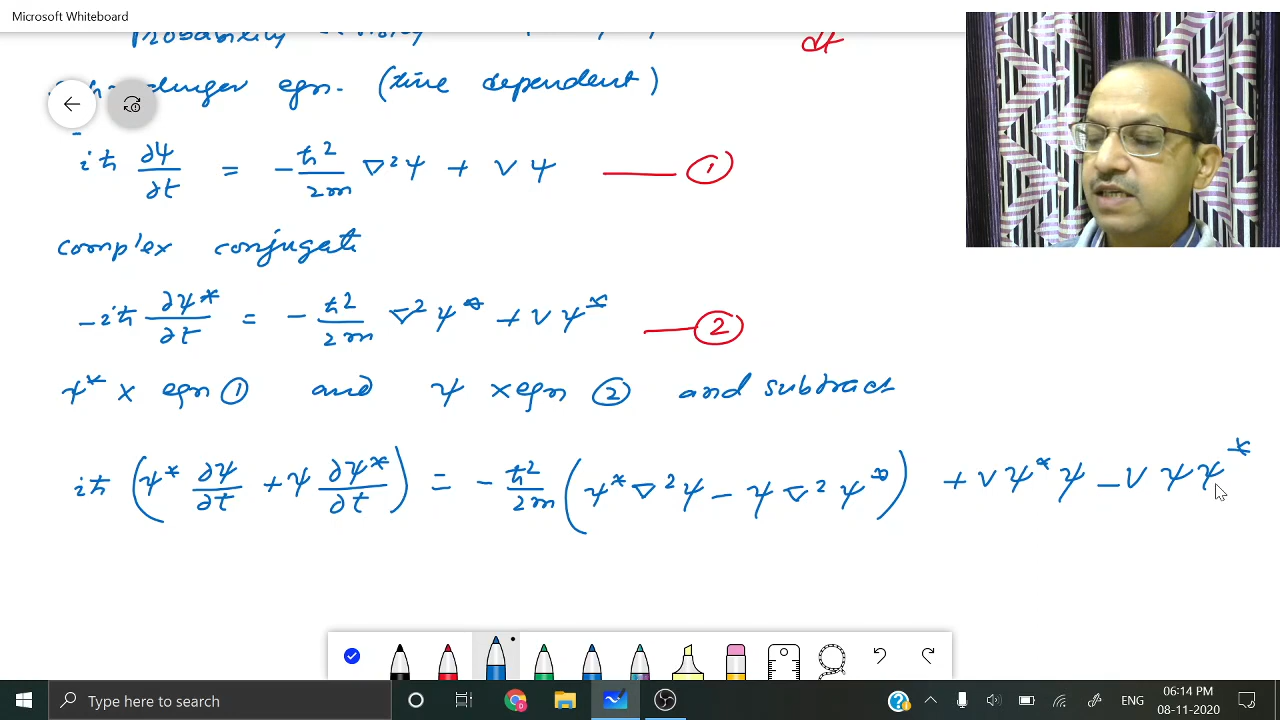 Microsoft Whiteboard
Probability
dt
eqn. (time dependent)
iħ ∂Ψ/∂t = -ħ²/2m ∇²Ψ + VΨ —— ①
complex conjugate
-iħ ∂Ψ*/∂t = -ħ²/2m ∇²Ψ* + VΨ* —— ②
Ψ* × eqn ① and Ψ × eqn ② and subtract
iħ (Ψ* ∂Ψ/∂t + Ψ ∂Ψ*/∂t) = -ħ²/2m (Ψ*∇²Ψ - Ψ∇²Ψ*) + VΨ*Ψ - VΨΨ*
Type here to search
ENG
06:14 PM
08-11-2020